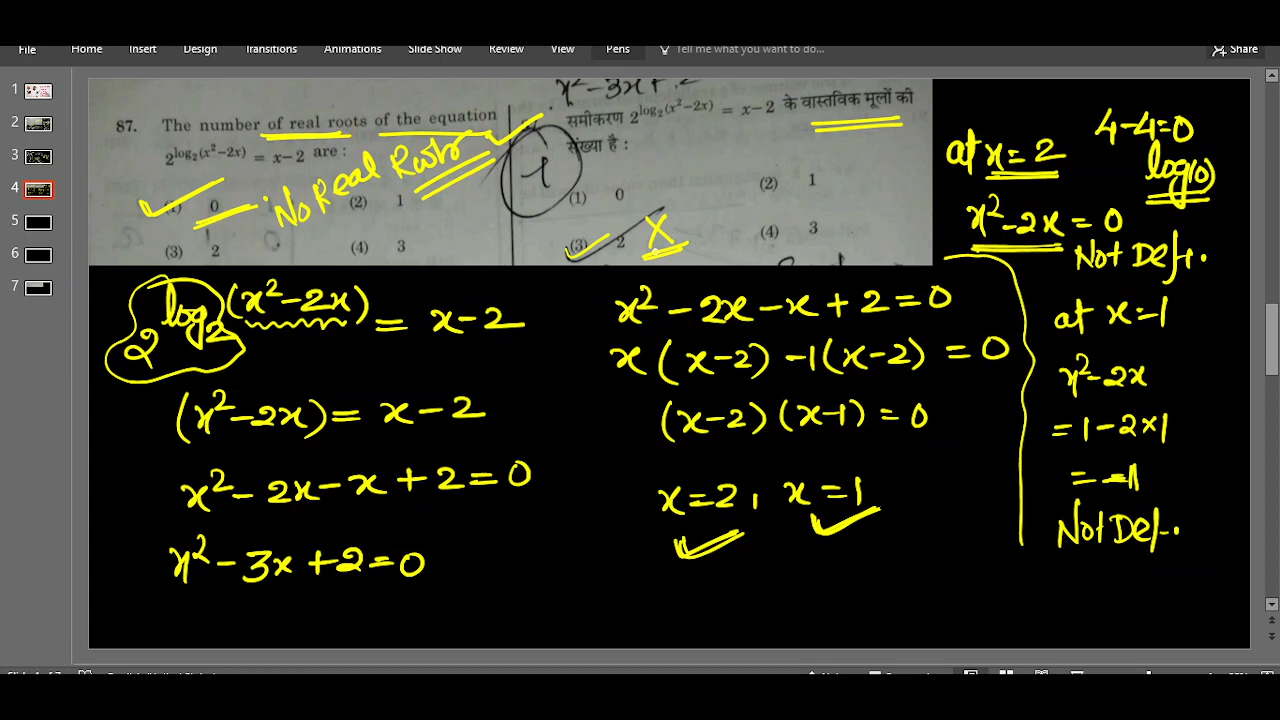 File Home Insert Design Transitions Animations Slide Show Review View Pens Tell me what you want to do... Share
1
2
3
4
5
6
7
x²-3x+2
87. The number of real roots of the equation
2^log₂(x²-2x) = x-2 are :
(1) 0
(2) 1
(3) 2
(4) 3
No Real Roots
समीकरण 2^log₂(x²-2x) = x-2 के वास्तविक मूलों की
संख्या है :
(1) 0
(2) 1
(3) 2
(4) 3
X
2^log₂(x²-2x) = x-2
(x²-2x) = x-2
x²-2x-x+2=0
x²-3x+2=0
x²-2x-x+2=0
x(x-2)-1(x-2)=0
(x-2)(x-1)=0
x=2, x=1
4-4=0
at x=2
log(0)
x²-2x=0
Not Defi.
at x=1
x²-2x
=1-2×1
=-1
Not Def.